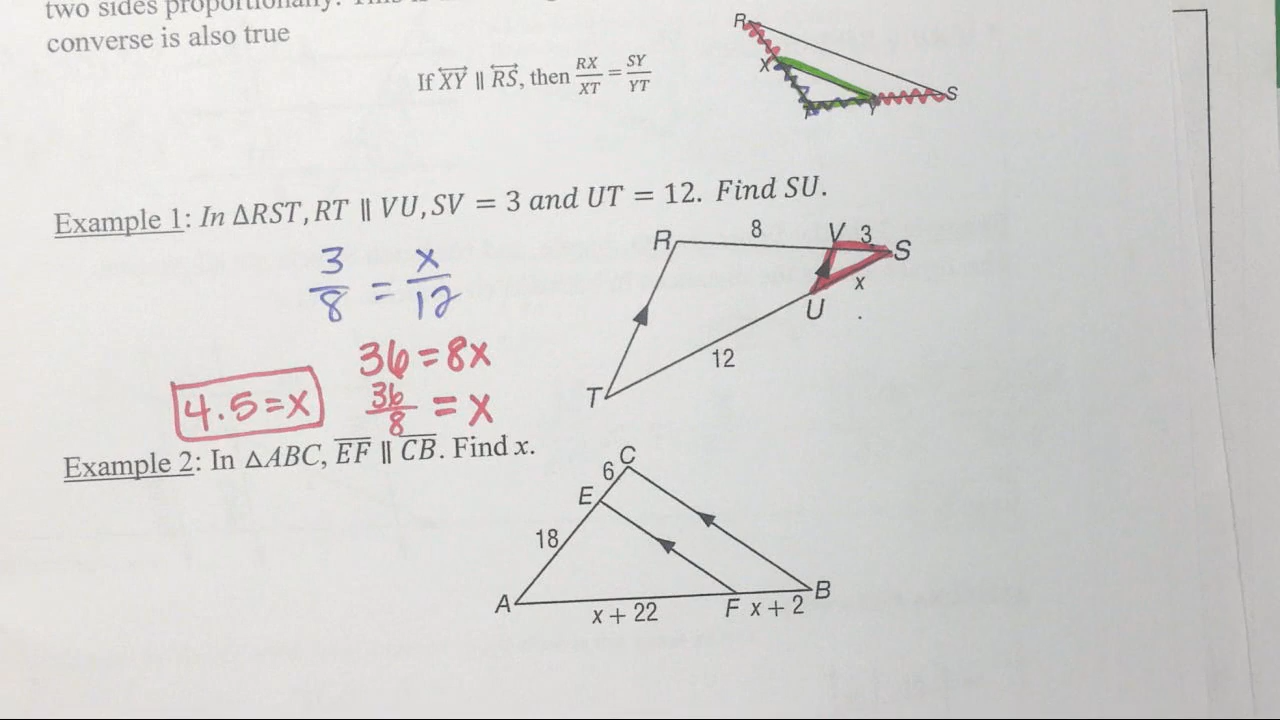 two sides proportionally.
converse is also true
If XY ∥ RS, then RX/XT = SY/YT
R
X
S
Y
Example 1: In ΔRST, RT ∥ VU, SV = 3 and UT = 12. Find SU.
R 8 V 3 S
3/8 = x/12
x
U
36 = 8x
12
T
36/8 = x
4.5 = x
Example 2: In ΔABC, EF ∥ CB. Find x.
6 C
E
18
A x + 22 F x + 2 B